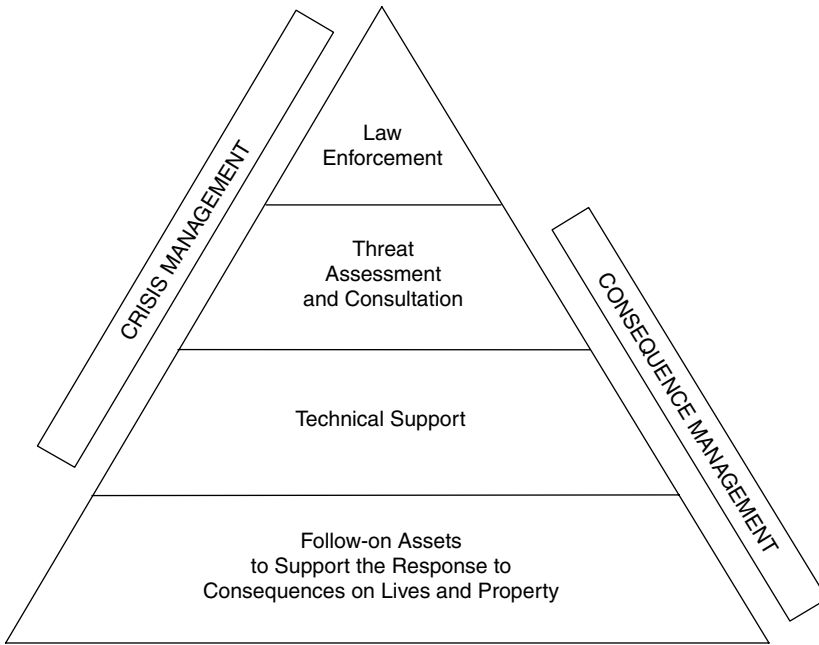 CRISIS MANAGEMENT
Law
Enforcement
Threat
Assessment
and Consultation
CONSEQUENCE MANAGEMENT
Technical Support
Follow-on Assets
to Support the Response to
Consequences on Lives and Property